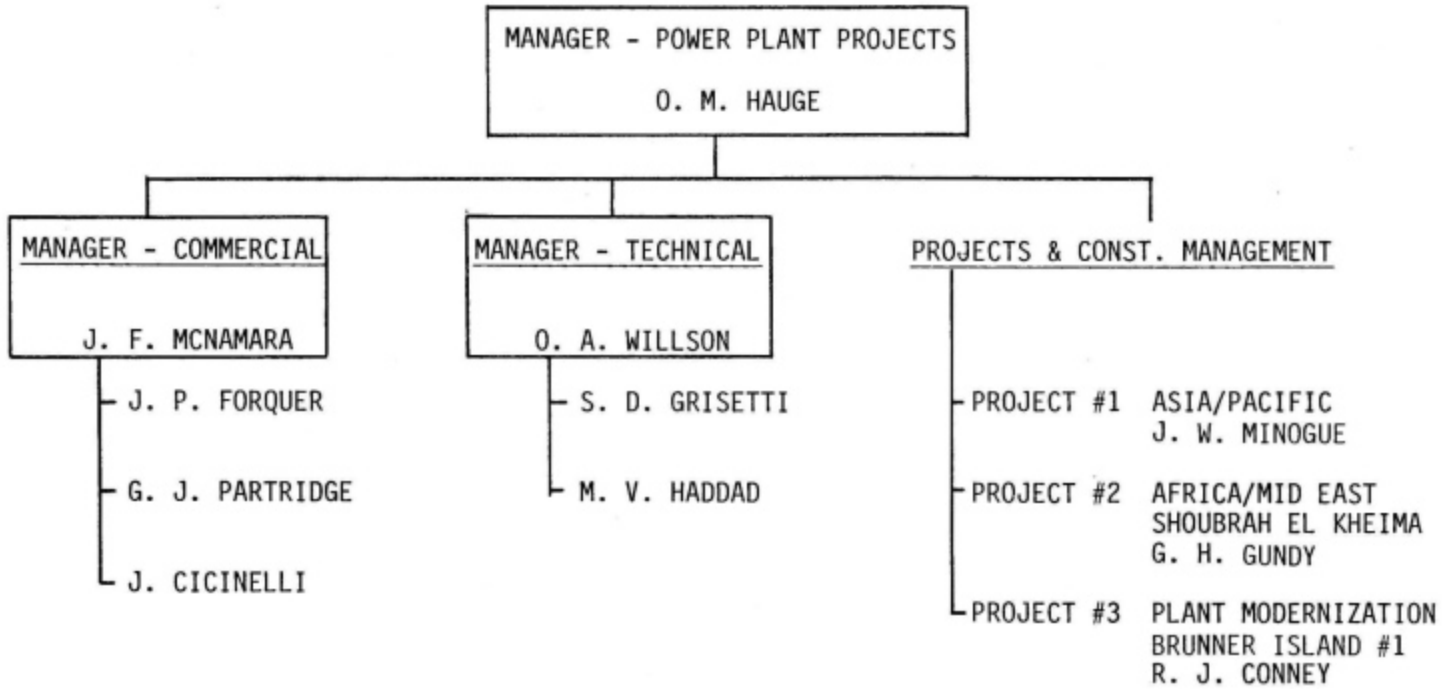 MANAGER - POWER PLANT PROJECTS
O. M. HAUGE
MANAGER - COMMERCIAL
J. F. MCNAMARA
J. P. FORQUER
G. J. PARTRIDGE
J. CICINELLI
MANAGER - TECHNICAL
O. A. WILLSON
S. D. GRISETTI
M. V. HADDAD
PROJECTS & CONST. MANAGEMENT
PROJECT #1 ASIA/PACIFIC
J. W. MINOGUE
PROJECT #2 AFRICA/MID EAST
SHOUBRAH EL KHEIMA
G. H. GUNDY
PROJECT #3 PLANT MODERNIZATION
BRUNNER ISLAND #1
R. J. CONNEY